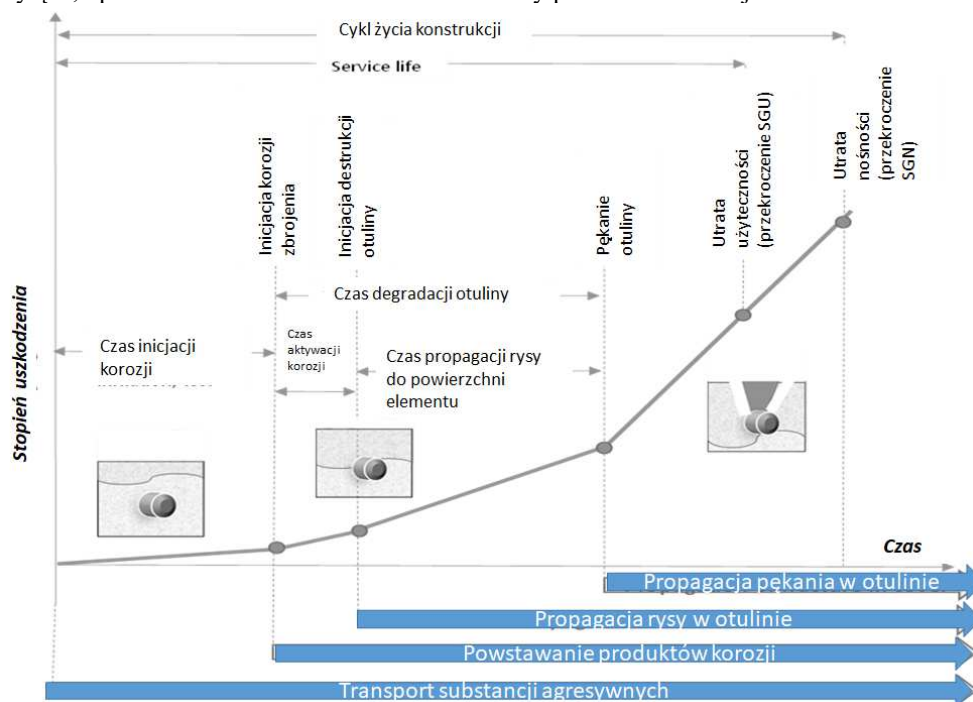 Cykl życia konstrukcji
Service life
Inicjacja korozji
zbrojenia
Inicjacja destrukcji
otuliny
Pękanie
otuliny
Utrata
użyteczności
(przekroczenie SGU)
Utrata
nośności
(przekroczenie
SGN)
Czas degradacji otuliny
Czas inicjacji
korozji
Czas
aktywacji
korozji
Czas propagacji rysy
do powierzchni
elementu
Stopień uszkodzenia
Czas
Propagacja pękania w otulinie
Propagacja rysy w otulinie
Powstawanie produktów korozji
Transport substancji agresywnych